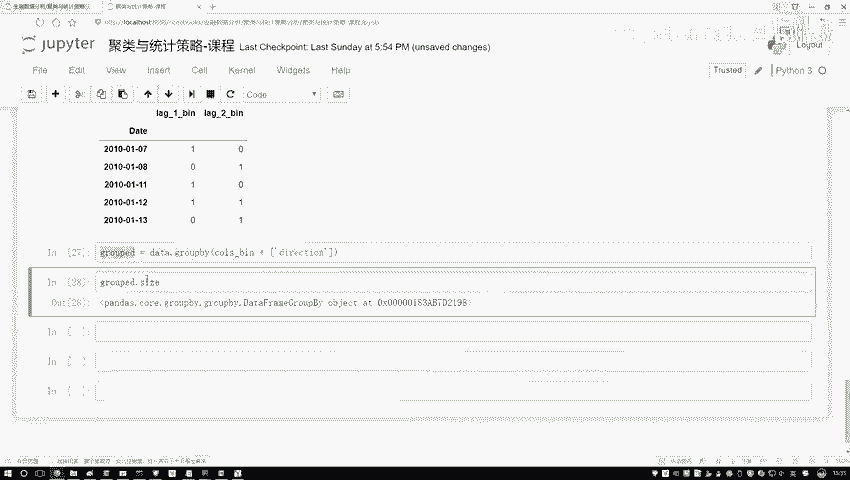 jupyter 聚类与统计策略-课程 Last Checkpoint: Last Sunday at 5:54 PM (unsaved changes)
Logout
File Edit View Insert Cell Kernel Widgets Help
Trusted Python 3
Code
lag_1_bin lag_2_bin
Date
2010-01-07 1 0
2010-01-08 0 1
2010-01-11 1 0
2010-01-12 1 1
2010-01-13 0 1
In [27]: grouped = data.groupby(cols_bin + ['direction'])
In [28]: grouped.size
Out[28]: <pandas.core.groupby.groupby.DataFrameGroupBy object at 0x00000183AB7D2198>
In [ ]:
In [ ]:
In [ ]: